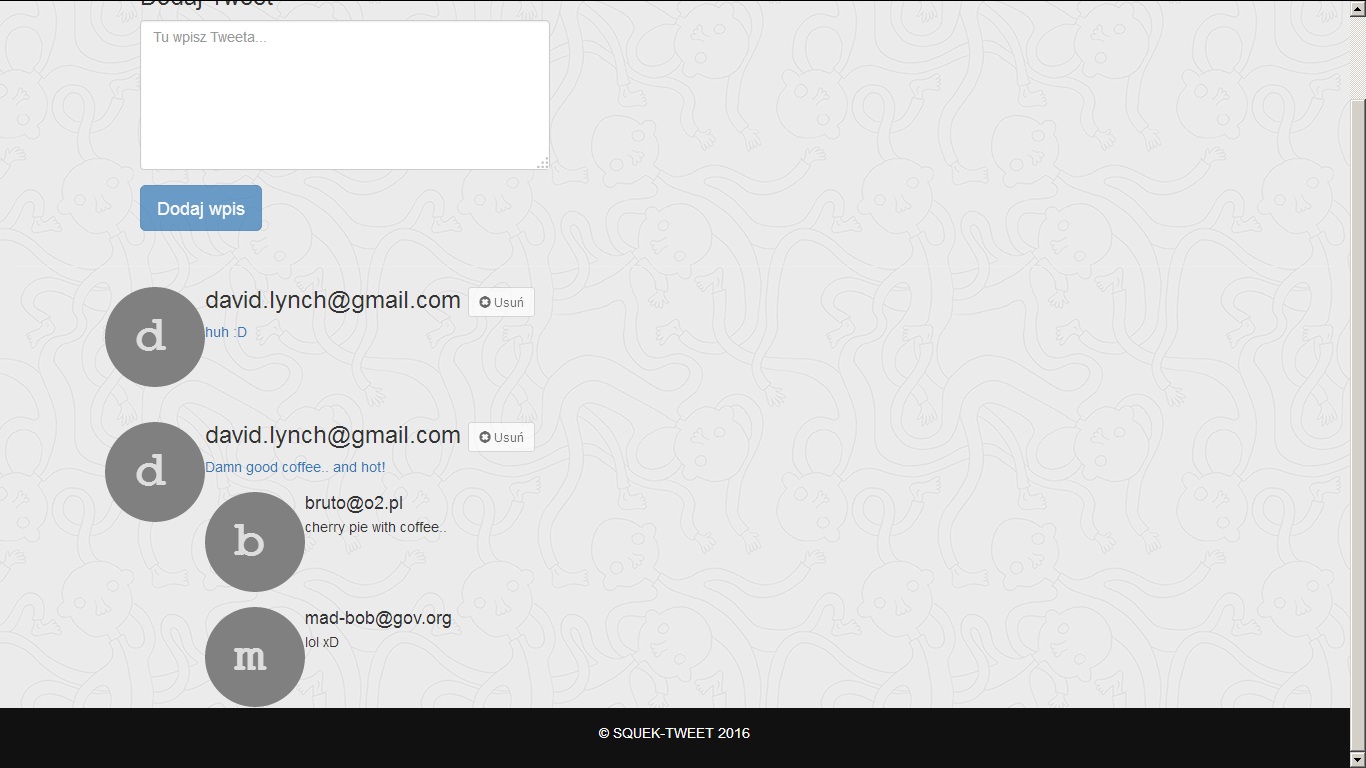 Dodaj Tweet
Tu wpisz Tweeta...
Dodaj wpis
d
david.lynch@gmail.com Usuń
huh :D
d
david.lynch@gmail.com Usuń
Damn good coffee.. and hot!
b
bruto@o2.pl
cherry pie with coffee..
m
mad-bob@gov.org
lol xD
© SQUEK-TWEET 2016